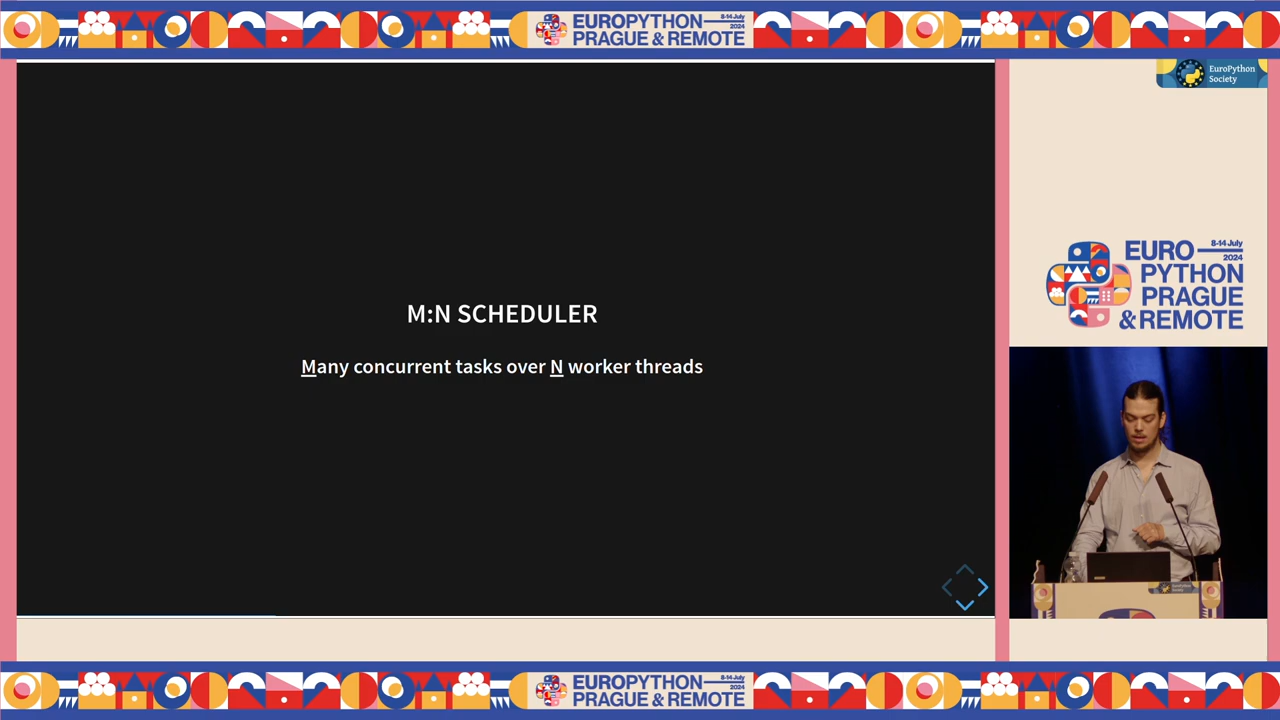 EUROPYTHON
8-14 July
2024
PRAGUE & REMOTE
EuroPython
Society
M:N SCHEDULER
Many concurrent tasks over N worker threads
EURO
8-14 July
2024
PYTHON
PRAGUE
& REMOTE
EUROPYTHON
8-14 July
2024
PRAGUE & REMOTE